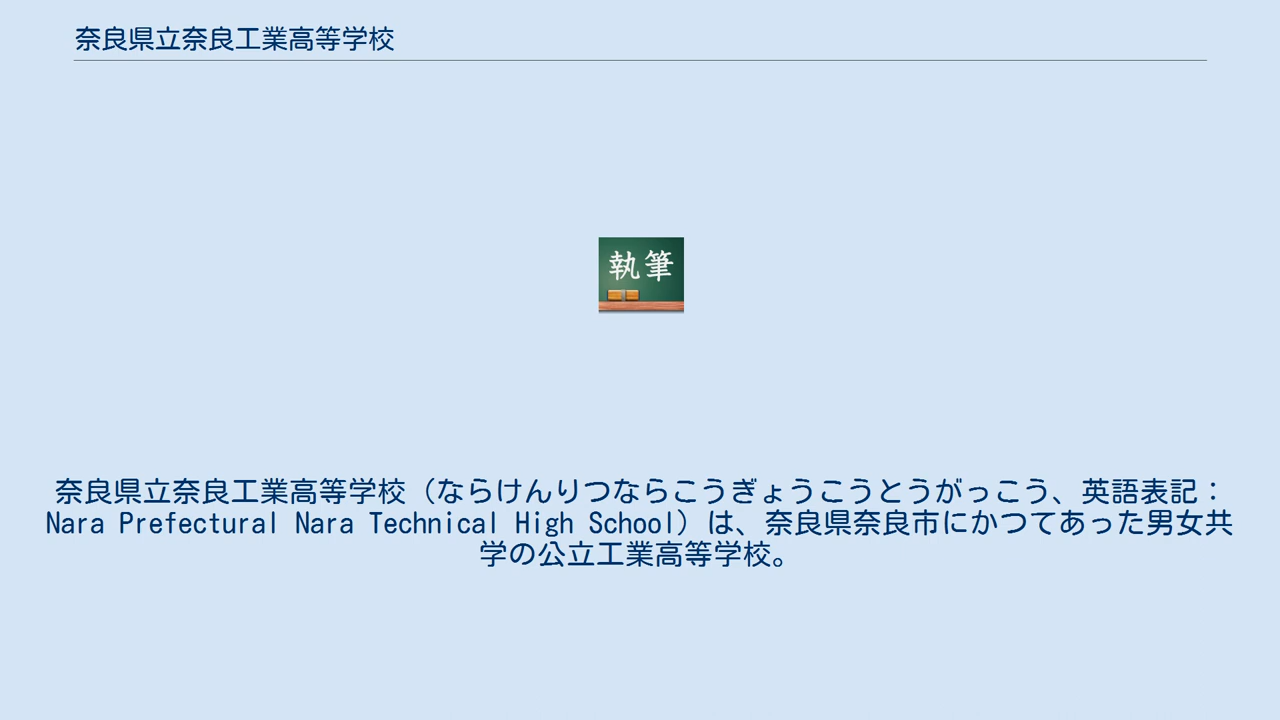 奈良県立奈良工業高等学校
執筆
奈良県立奈良工業高等学校（ならけんりつならこうぎょうこうとうがっこう、英語表記：
Nara Prefectural Nara Technical High School）は、奈良県奈良市にかつてあった男女共
学の公立工業高等学校。